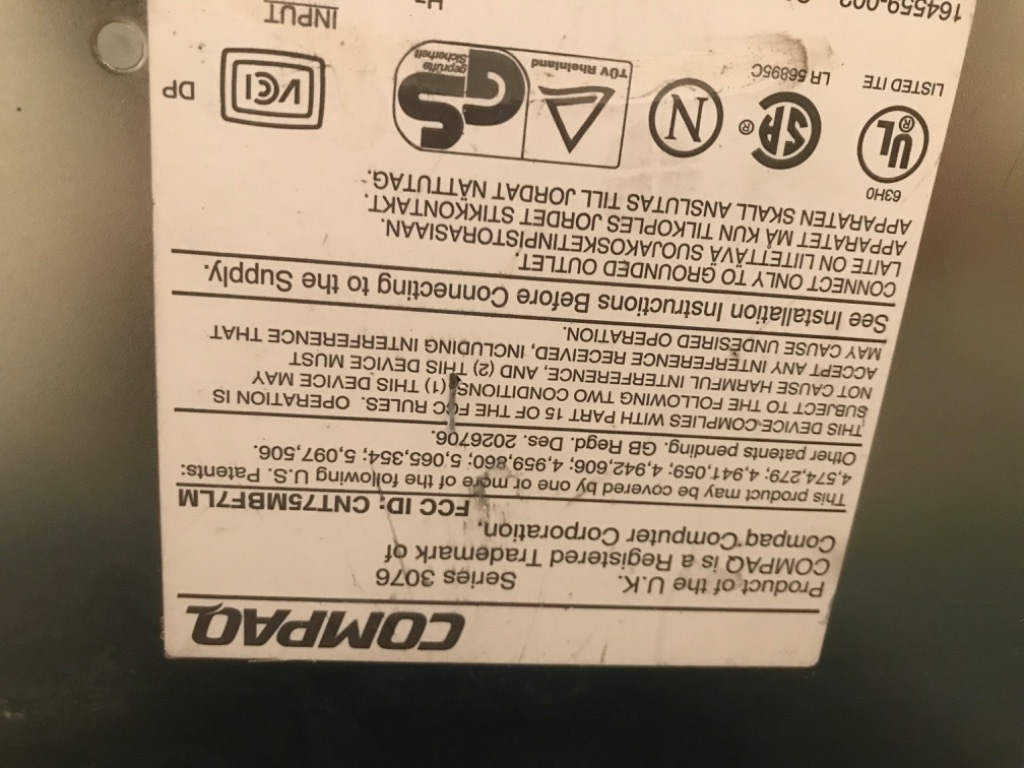 COMPAQ
Product of the U.K. Series 3076
COMPAQ is a Registered Trademark of
Compaq Computer Corporation.
FCC ID: CNT75MBF7LM
This product may be covered by one or more of the following U.S. Patents:
4,574,279; 4,941,059; 4,942,606; 4,959,860; 5,065,354; 5,097,506.
Other patents pending. GB Regd. Des. 2026706.
THIS DEVICE COMPLIES WITH PART 15 OF THE FCC RULES. OPERATION IS
SUBJECT TO THE FOLLOWING TWO CONDITIONS: (1) THIS DEVICE MAY
NOT CAUSE HARMFUL INTERFERENCE, AND (2) THIS DEVICE MUST
ACCEPT ANY INTERFERENCE RECEIVED, INCLUDING INTERFERENCE THAT
MAY CAUSE UNDESIRED OPERATION.
See Installation Instructions Before Connecting to the Supply.
CONNECT ONLY TO GROUNDED OUTLET.
LAITE ON LIITETTÄVÄ SUOJAKOSKETINPISTORASIAAN.
APPARATET MÅ KUN TILKOPLES JORDET STIKKONTAKT.
APPARATEN SKALL ANSLUTAS TILL JORDAT NÄTTUTAG.
63H0
UL ®
LISTED ITE
SA ®
LR 56895C
N
TÜV Rheinland
GS
geprüfte
Sicherheit
VCI
DP
INPUT